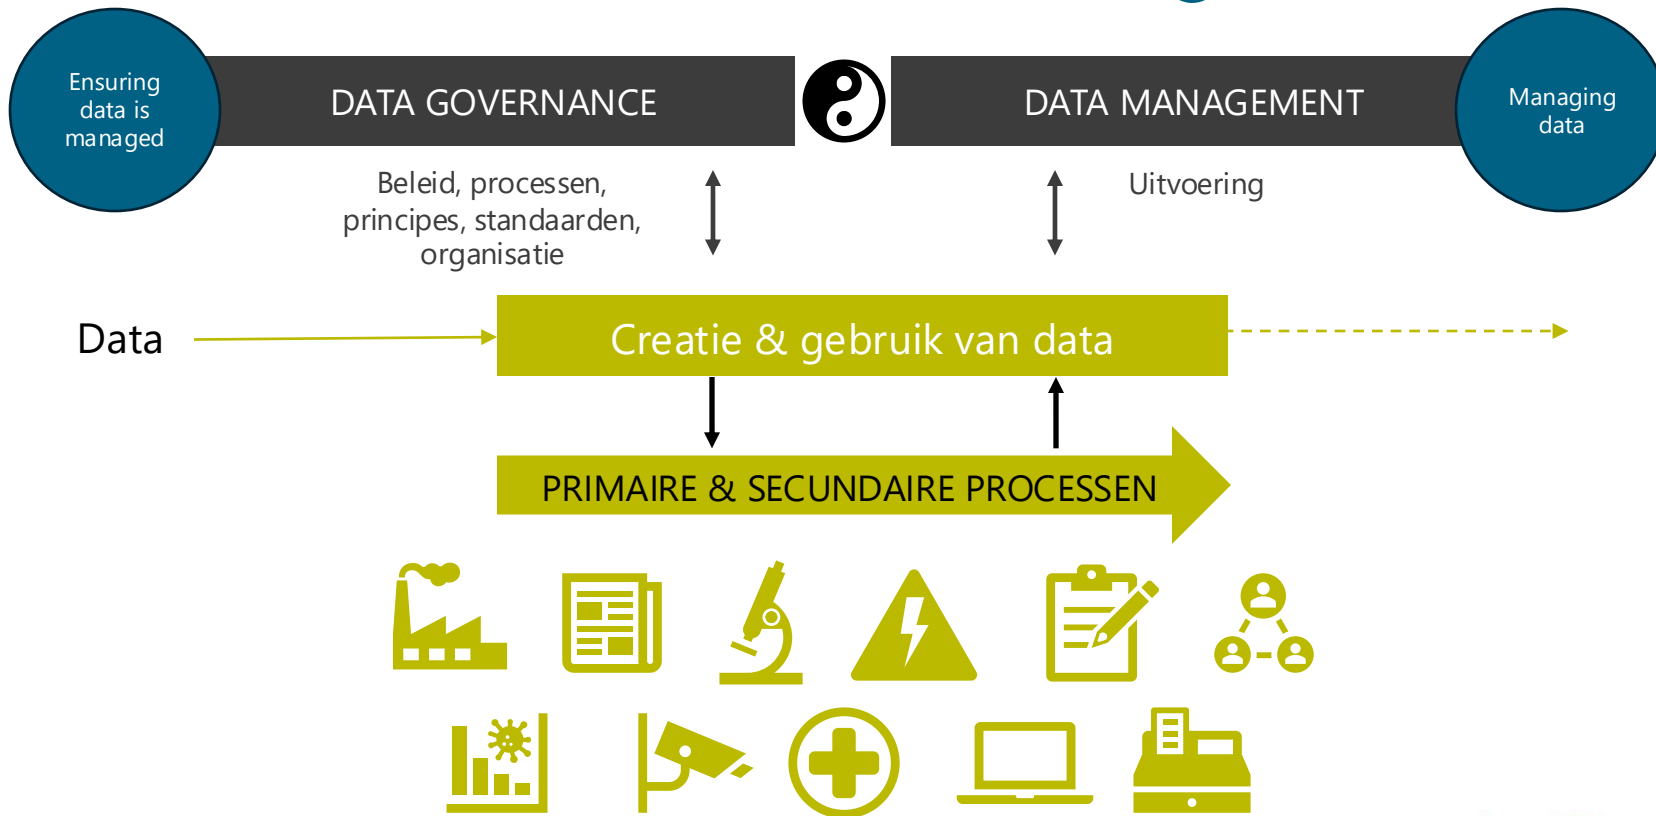 Ensuring
data is
managed
DATA GOVERNANCE
DATA MANAGEMENT
Managing
data
Beleid, processen,
principes, standaarden,
organisatie
Uitvoering
Data
Creatie & gebruik van data
PRIMAIRE & SECUNDAIRE PROCESSEN